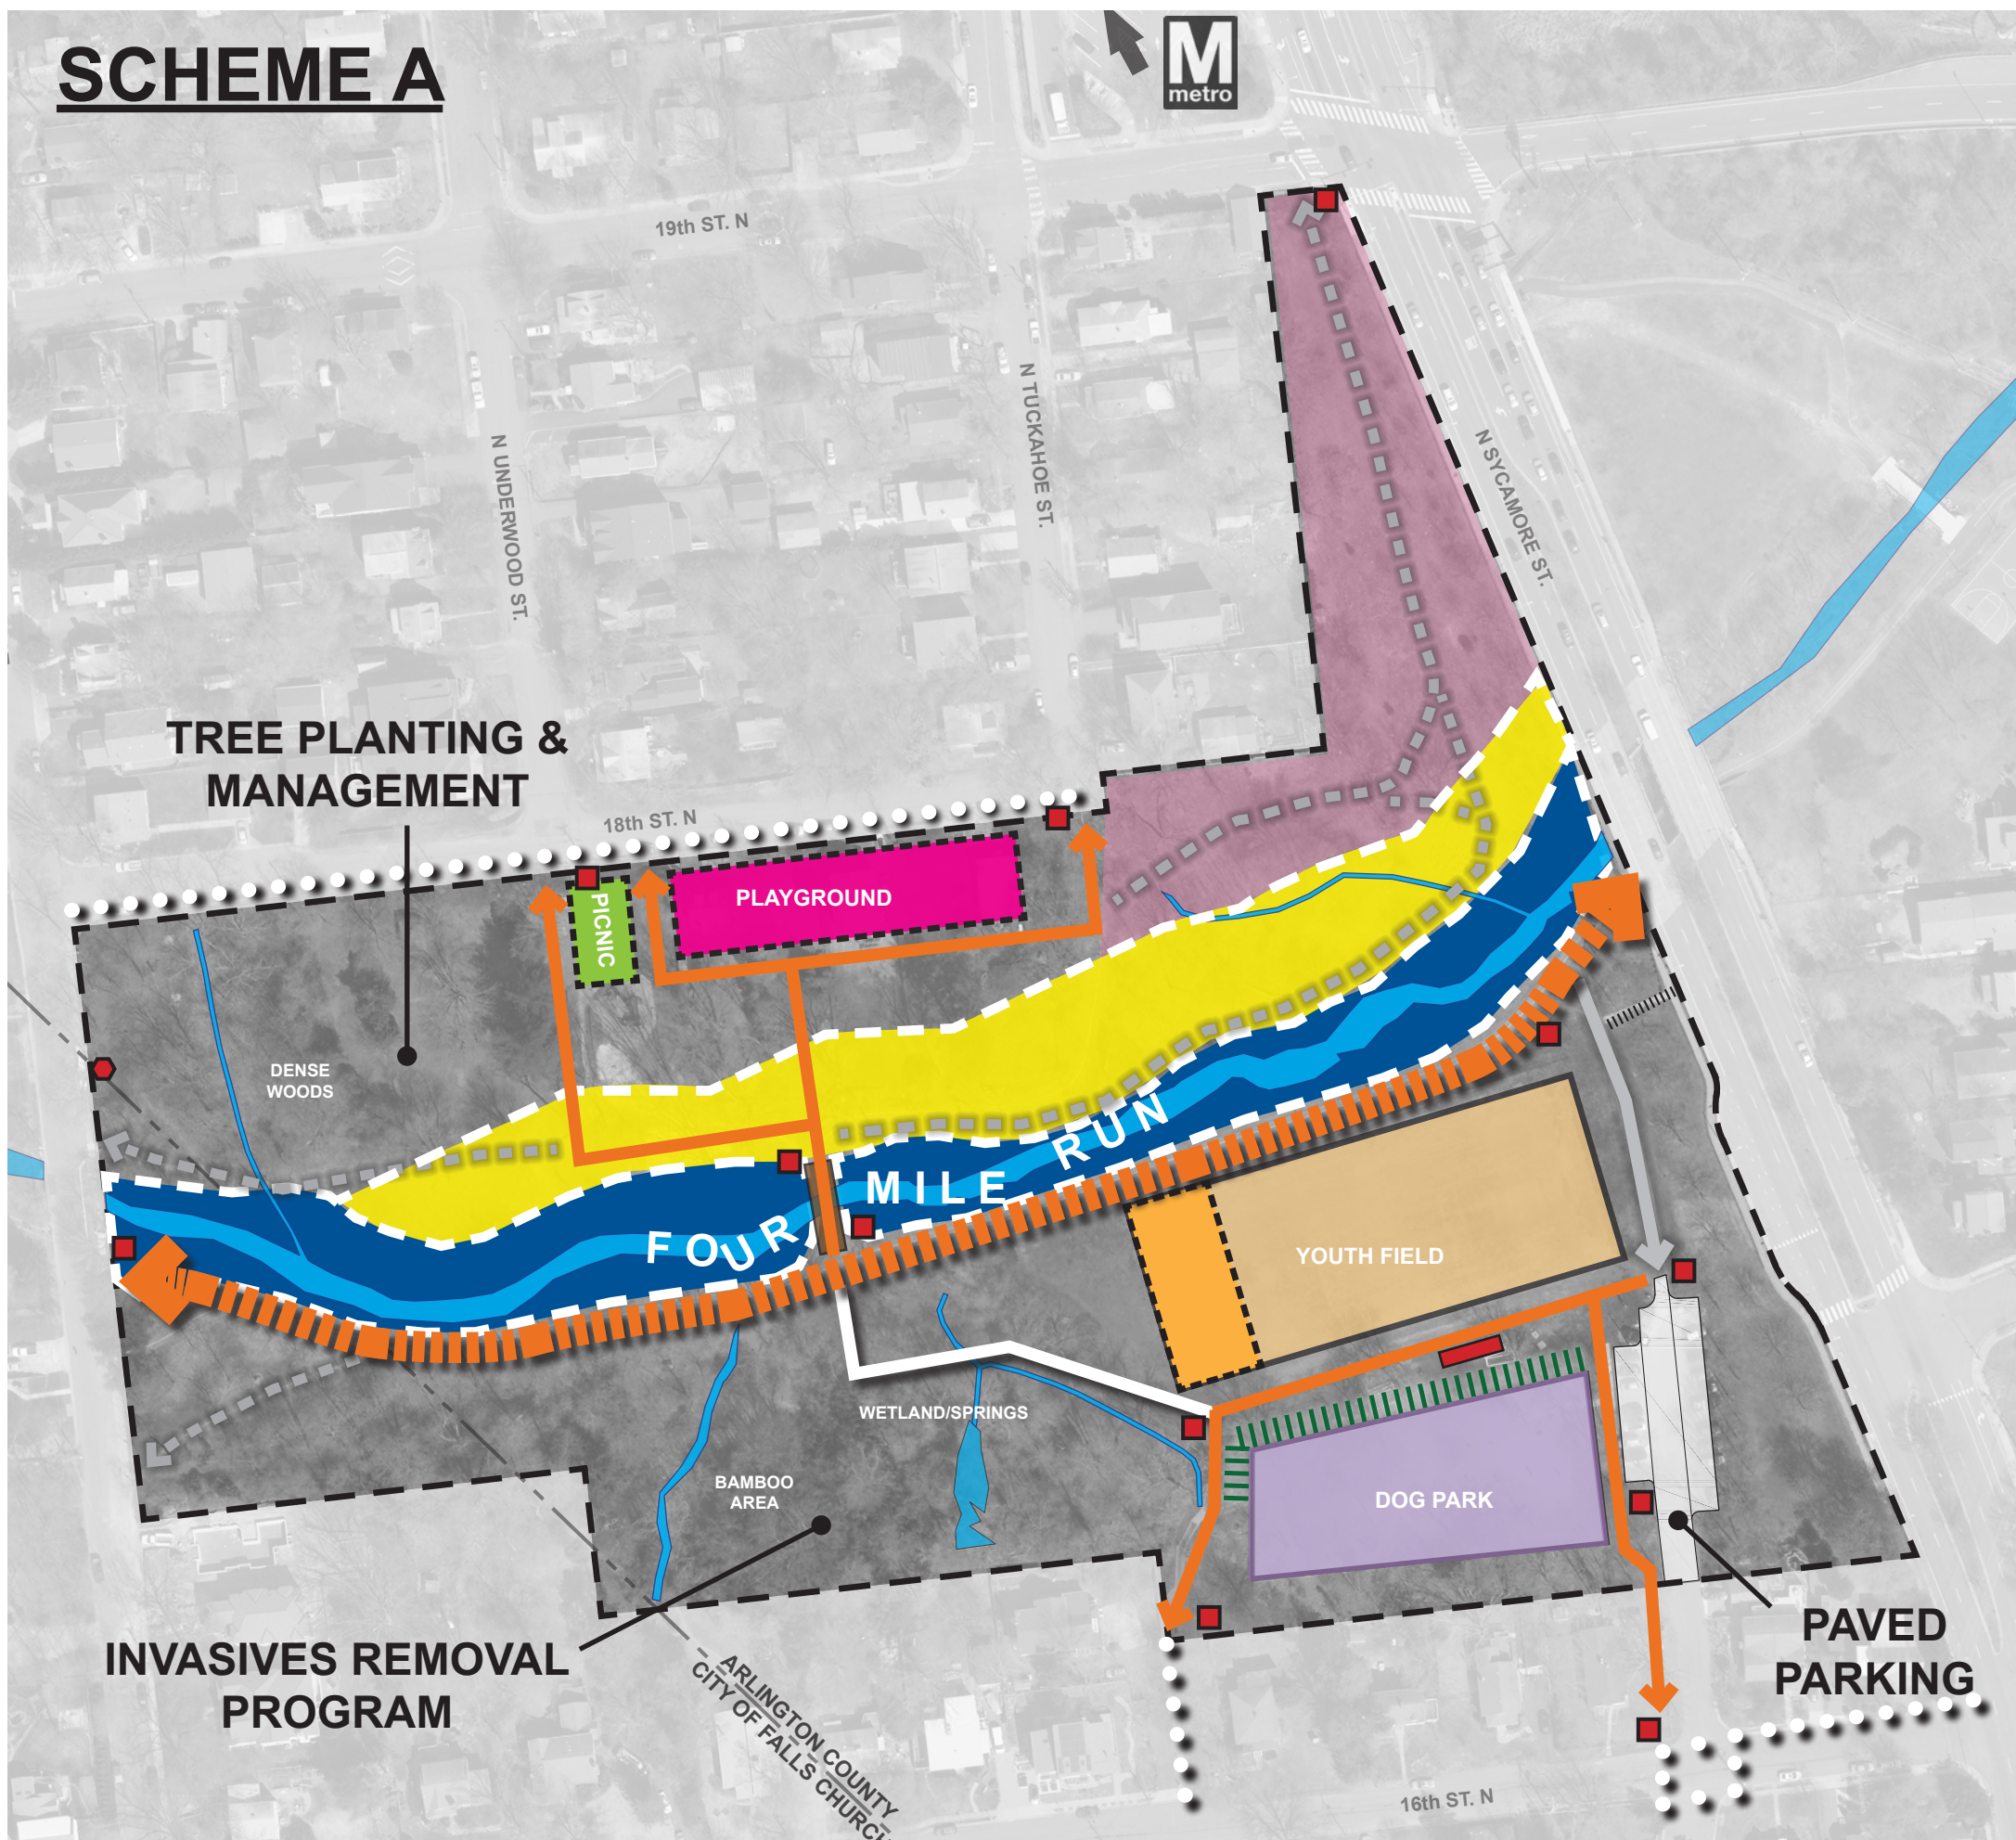 SCHEME A
M
metro
19th ST. N
N UNDERWOOD ST.
N TUCKAHOE ST.
N SYCAMORE ST.
TREE PLANTING &
MANAGEMENT
18th ST. N
PICNIC
PLAYGROUND
DENSE
WOODS
FOUR MILE RUN
YOUTH FIELD
WETLAND/SPRINGS
BAMBOO
AREA
DOG PARK
INVASIVES REMOVAL
PROGRAM
PAVED
PARKING
ARLINGTON COUNTY
CITY OF FALLS CHURCH
16th ST. N